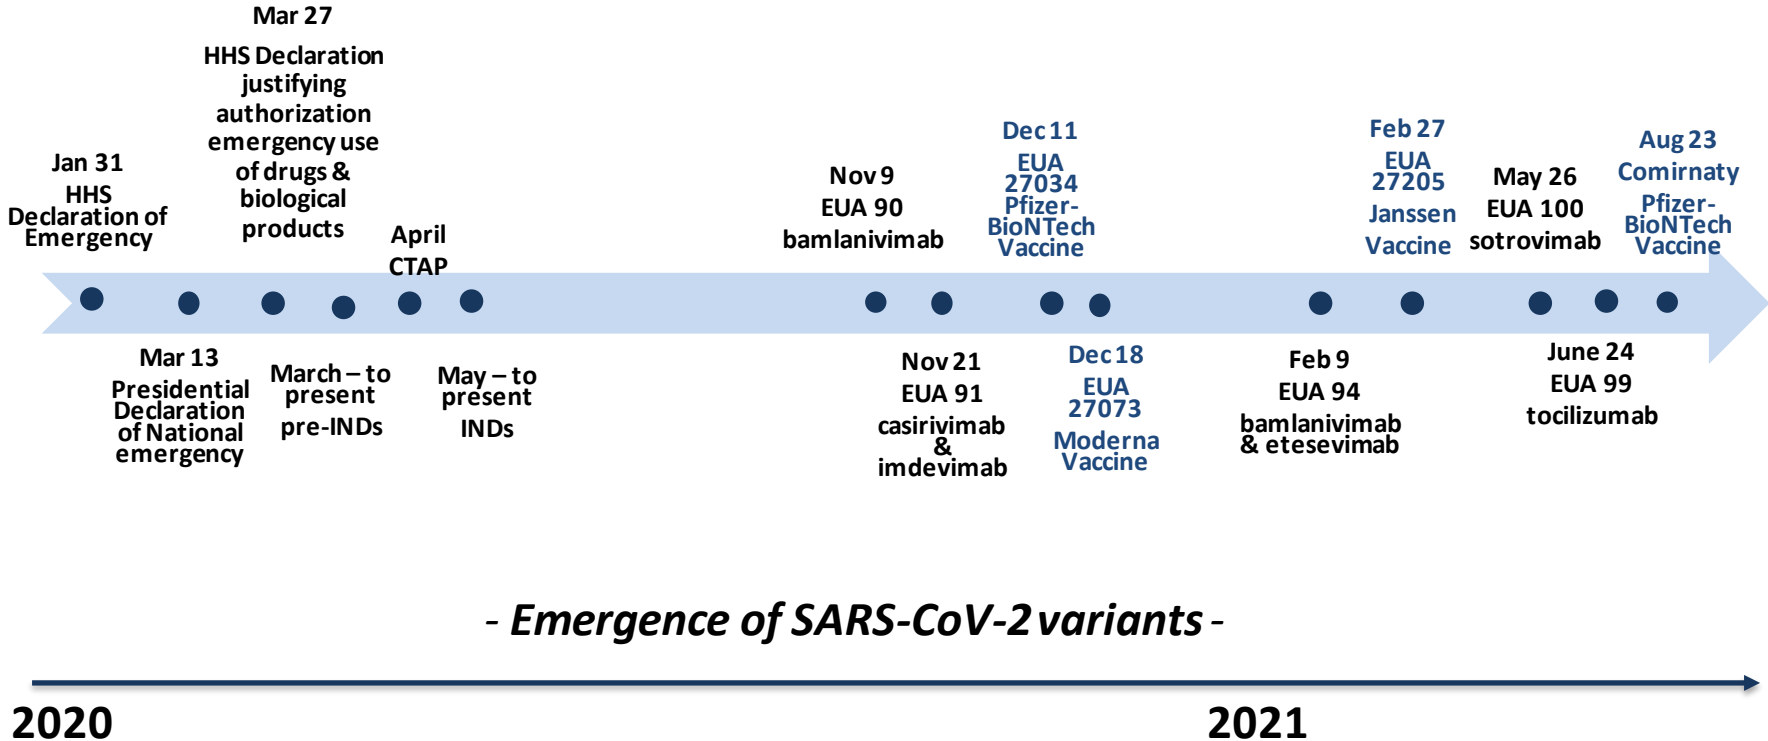 Mar 27
HHS Declaration
justifying
authorization
emergency use
of drugs &
biological
products
Jan 31
HHS
Declaration of
Emergency
April
CTAP
Nov 9
EUA 90
bamlanivimab
Dec 11
EUA
27034
Pfizer-
BioNTech
Vaccine
Feb 27
EUA
27205
Janssen
Vaccine
May 26
EUA 100
sotrovimab
Aug 23
Comirnaty
Pfizer-
BioNTech
Vaccine
Mar 13
Presidential
Declaration
of National
emergency
March – to
present
pre-INDs
May – to
present
INDs
Nov 21
EUA 91
casirivimab
&
imdevimab
Dec 18
EUA
27073
Moderna
Vaccine
Feb 9
EUA 94
bamlanivimab
& etesevimab
June 24
EUA 99
tocilizumab
- Emergence of SARS-CoV-2 variants -
2020
2021